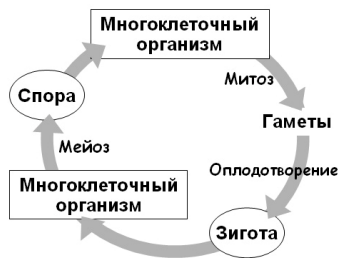 Многоклеточный
организм
Митоз
Гаметы
Оплодотворение
Зигота
Многоклеточный
организм
Мейоз
Спора